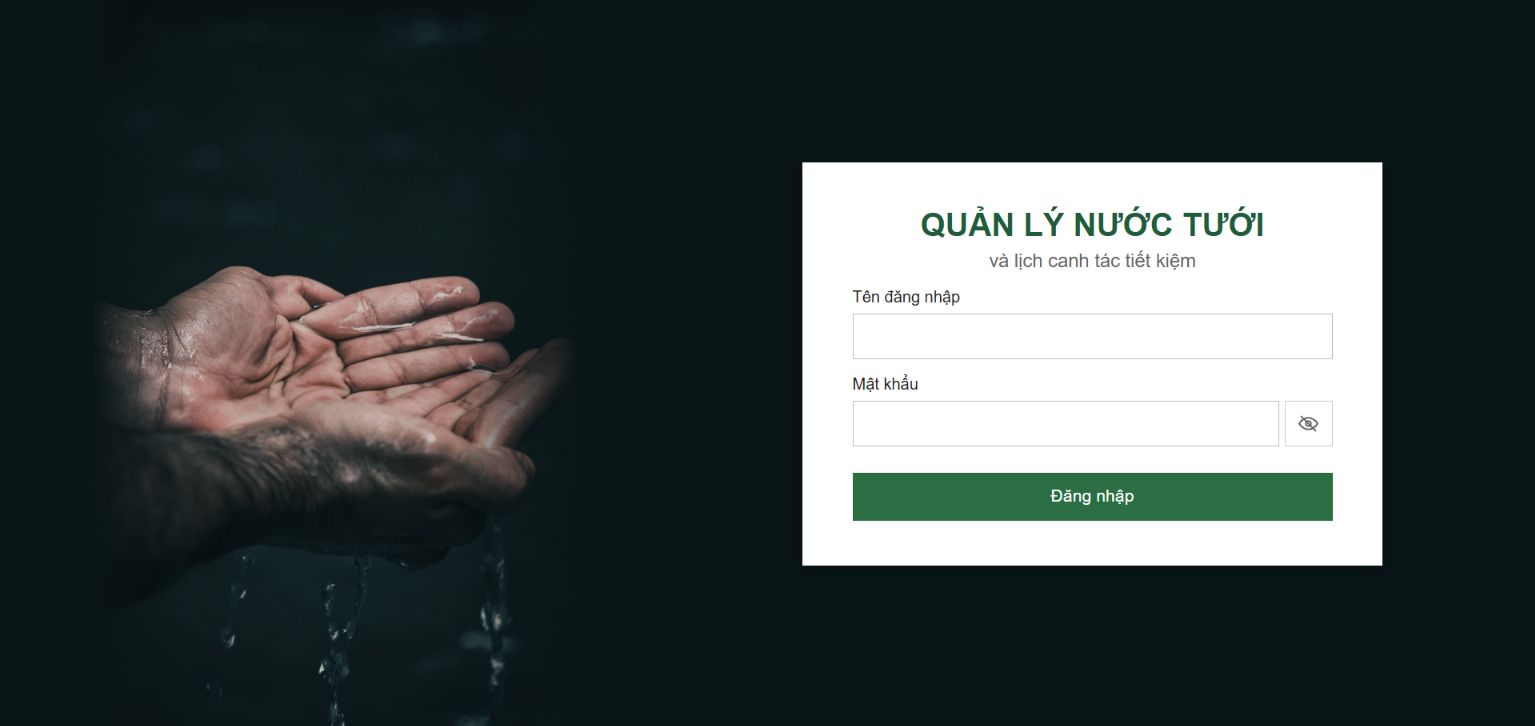 QUẢN LÝ NƯỚC TƯỚI
và lịch canh tác tiết kiệm
Tên đăng nhập
Mật khẩu
Đăng nhập